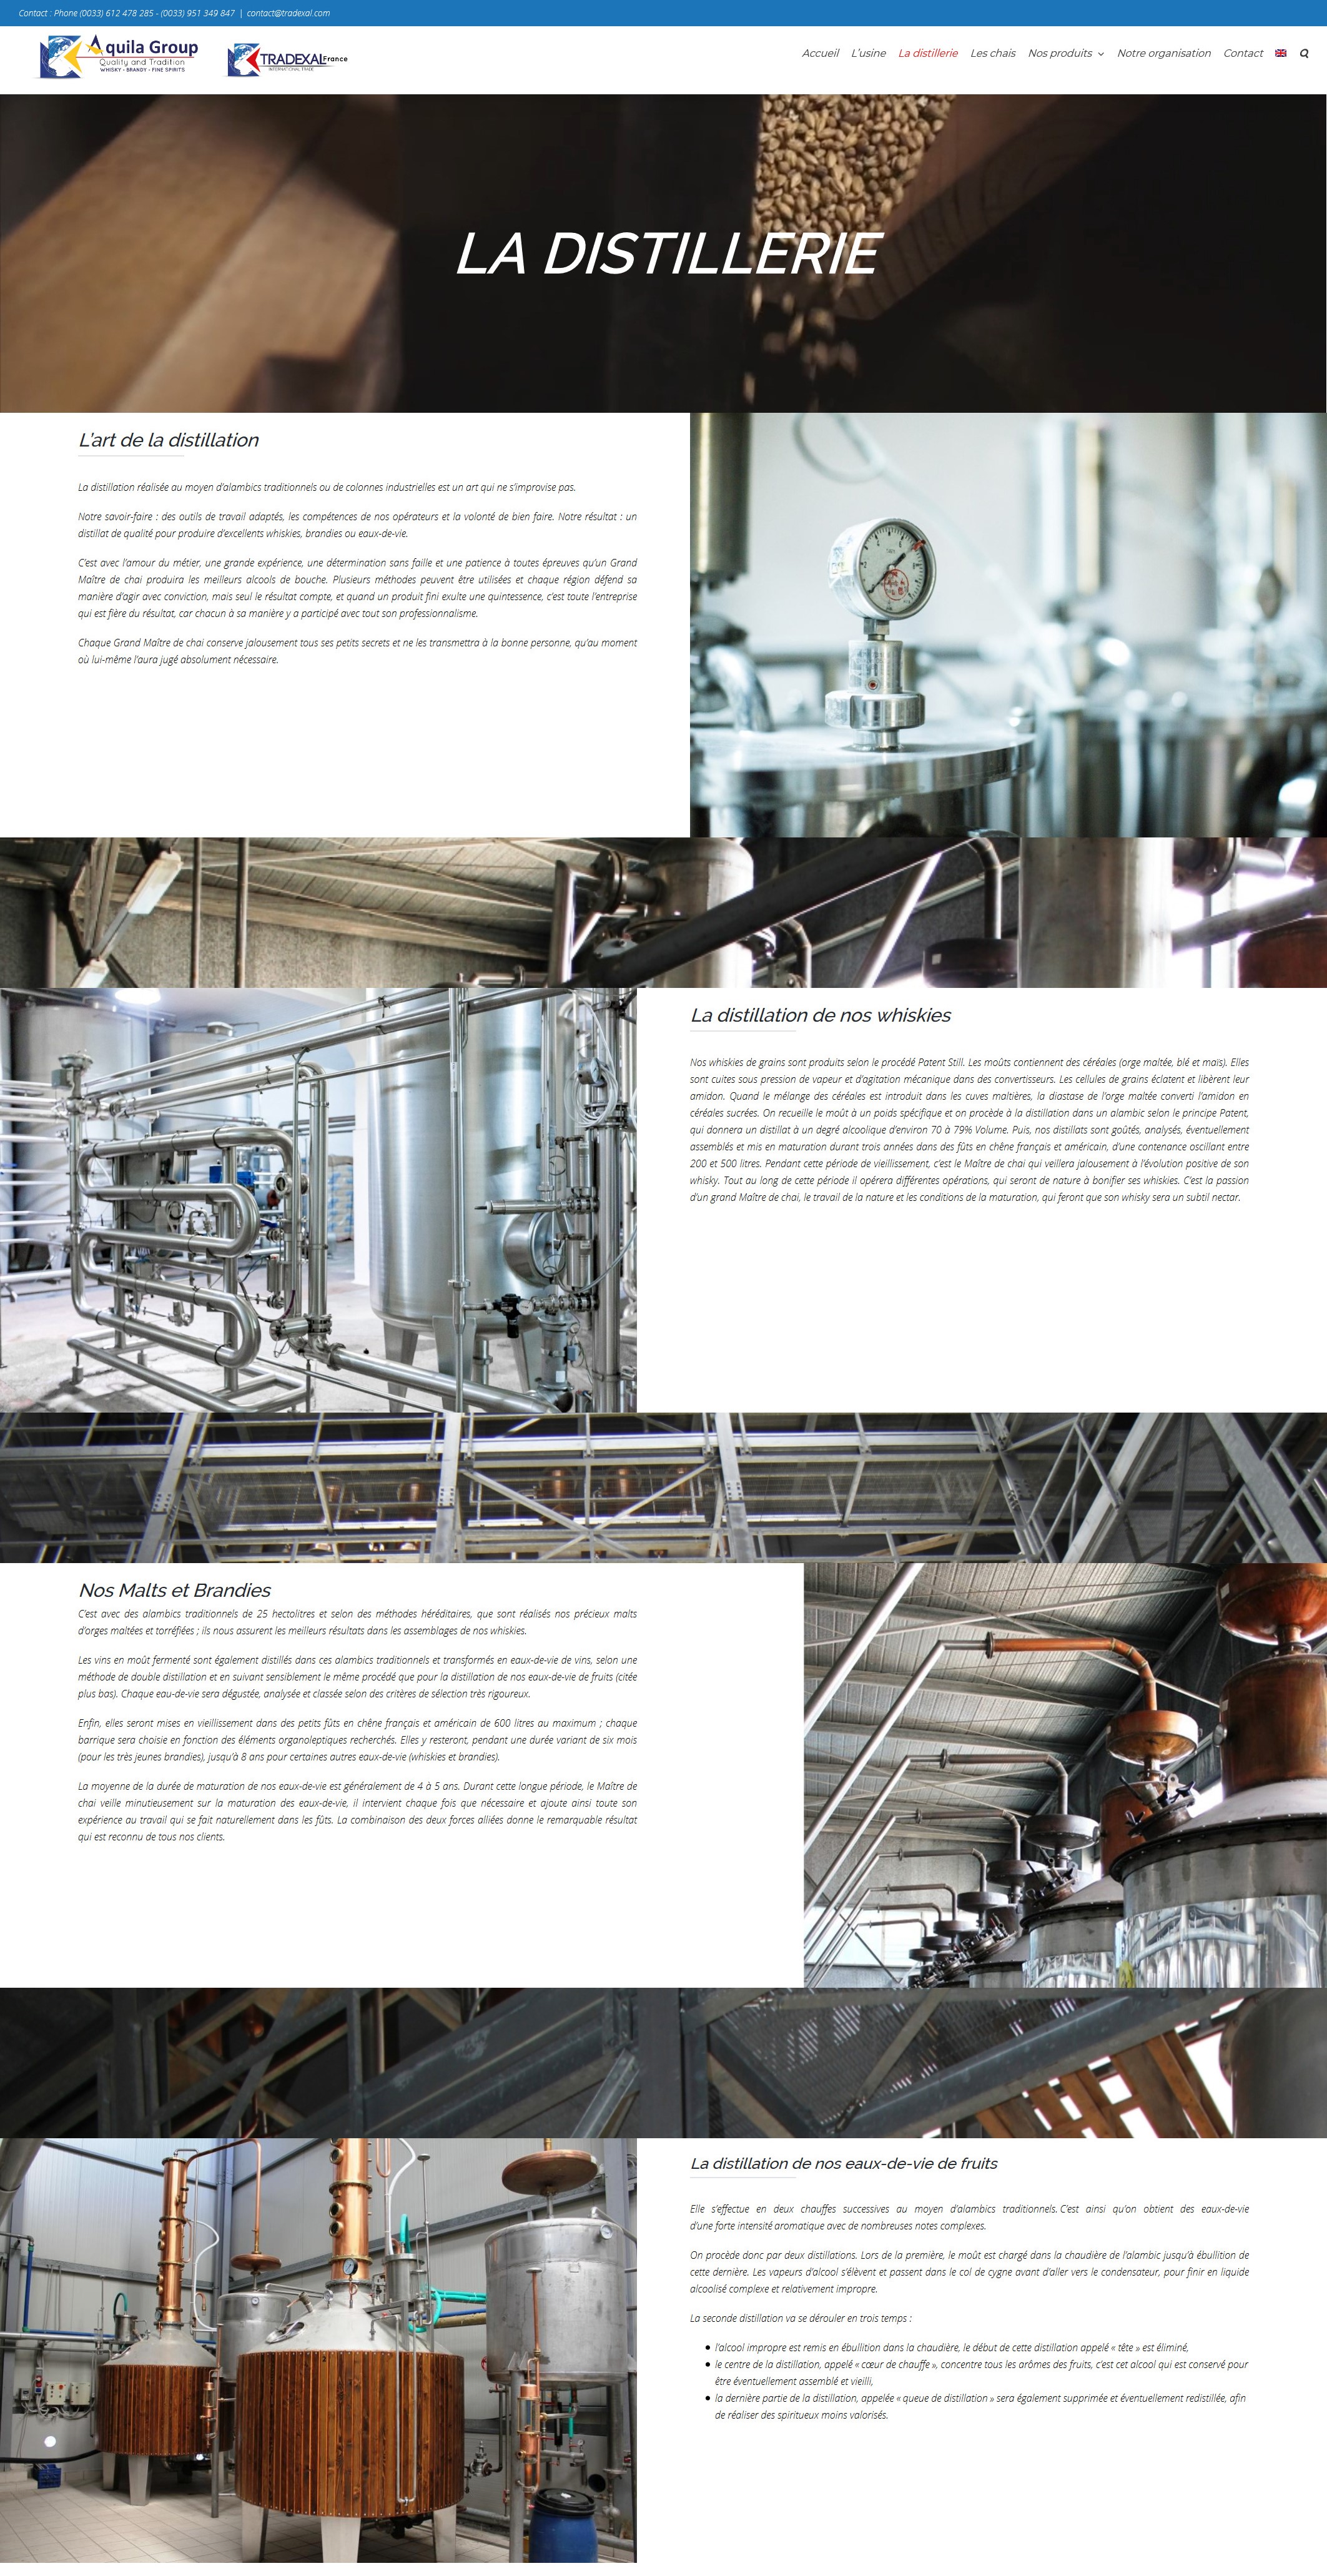 Contact : Phone (0033) 612 478 285 - (0033) 951 349 847 | contact@tradexal.com
Aquila Group
Quality and Tradition
WHISKY - BRANDY - FINE SPIRITS
TRADEXAL France
INTERNATIONAL TRADE
Accueil L'usine La distillerie Les chais Nos produits Notre organisation Contact
LA DISTILLERIE
L'art de la distillation
La distillation réalisée au moyen d'alambics traditionnels ou de colonnes industrielles est un art qui ne s'improvise pas.
Notre savoir-faire : des outils de travail adaptés, les compétences de nos opérateurs et la volonté de bien faire. Notre résultat : un
distillat de qualité pour produire d'excellents whiskies, brandies ou eaux-de-vie.
C'est avec l'amour du métier, une grande expérience, une détermination sans faille et une patience à toutes épreuves qu'un Grand
Maître de chai produira les meilleurs alcools de bouche. Plusieurs méthodes peuvent être utilisées et chaque région défend sa
manière d'agir avec conviction, mais seul le résultat compte, et quand un produit fini exulte une quintessence, c'est toute l'entreprise
qui est fière du résultat, car chacun à sa manière y a participé avec tout son professionnalisme.
Chaque Grand Maître de chai conserve jalousement tous ses petits secrets et ne les transmettra à la bonne personne, qu'au moment
où lui-même l'aura jugé absolument nécessaire.
La distillation de nos whiskies
Nos whiskies de grains sont produits selon le procédé Patent Still. Les moûts contiennent des céréales (orge maltée, blé et maïs). Elles
sont cuites sous pression de vapeur et d'agitation mécanique dans des convertisseurs. Les cellules de grains éclatent et libèrent leur
amidon. Quand le mélange des céréales est introduit dans les cuves maltières, la diastase de l'orge maltée converti l'amidon en
céréales sucrées. On recueille le moût à un poids spécifique et on procède à la distillation dans un alambic selon le principe Patent,
qui donnera un distillat à un degré alcoolique d'environ 70 à 79% Volume. Puis, nos distillats sont goûtés, analysés, éventuellement
assemblés et mis en maturation durant trois années dans des fûts en chêne français et américain, d'une contenance oscillant entre
200 et 500 litres. Pendant cette période de vieillissement, c'est le Maître de chai qui veillera jalousement à l'évolution positive de son
whisky. Tout au long de cette période il opérera différentes opérations, qui seront de nature à bonifier ses whiskies. C'est la passion
d'un grand Maître de chai, le travail de la nature et les conditions de la maturation, qui feront que son whisky sera un subtil nectar.
Nos Malts et Brandies
C'est avec des alambics traditionnels de 25 hectolitres et selon des méthodes héréditaires, que sont réalisés nos précieux malts
d'orges maltées et torréfiées ; ils nous assurent les meilleurs résultats dans les assemblages de nos whiskies.
Les vins en moût fermenté sont également distillés dans ces alambics traditionnels et transformés en eaux-de-vie de vins, selon une
méthode de double distillation et en suivant sensiblement le même procédé que pour la distillation de nos eaux-de-vie de fruits (citée
plus bas). Chaque eau-de-vie sera dégustée, analysée et classée selon des critères de sélection très rigoureux.
Enfin, elles seront mises en vieillissement dans des petits fûts en chêne français et américain de 600 litres au maximum ; chaque
barrique sera choisie en fonction des éléments organoleptiques recherchés. Elles y resteront, pendant une durée variant de six mois
(pour les très jeunes brandies), jusqu'à 8 ans pour certaines autres eaux-de-vie (whiskies et brandies).
La moyenne de la durée de maturation de nos eaux-de-vie est généralement de 4 à 5 ans. Durant cette longue période, le Maître de
chai veille minutieusement sur la maturation des eaux-de-vie, il intervient chaque fois que nécessaire et ajoute ainsi toute son
expérience au travail qui se fait naturellement dans les fûts. La combinaison des deux forces alliées donne le remarquable résultat
qui est reconnu de tous nos clients.
La distillation de nos eaux-de-vie de fruits
Elle s'effectue en deux chauffes successives au moyen d'alambics traditionnels. C'est ainsi qu'on obtient des eaux-de-vie
d'une forte intensité aromatique avec de nombreuses notes complexes.
On procède donc par deux distillations. Lors de la première, le moût est chargé dans la chaudière de l'alambic jusqu'à ébullition de
cette dernière. Les vapeurs d'alcool s'élèvent et passent dans le col de cygne avant d'aller vers le condensateur, pour finir en liquide
alcoolisé complexe et relativement impropre.
La seconde distillation va se dérouler en trois temps :
● l'alcool impropre est remis en ébullition dans la chaudière, le début de cette distillation appelé « tête » est éliminé,
● le centre de la distillation, appelé « cœur de chauffe », concentre tous les arômes des fruits, c'est cet alcool qui est conservé pour
être éventuellement assemblé et vieilli,
● la dernière partie de la distillation, appelée « queue de distillation » sera également supprimée et éventuellement redistillée, afin
de réaliser des spiritueux moins valorisés.